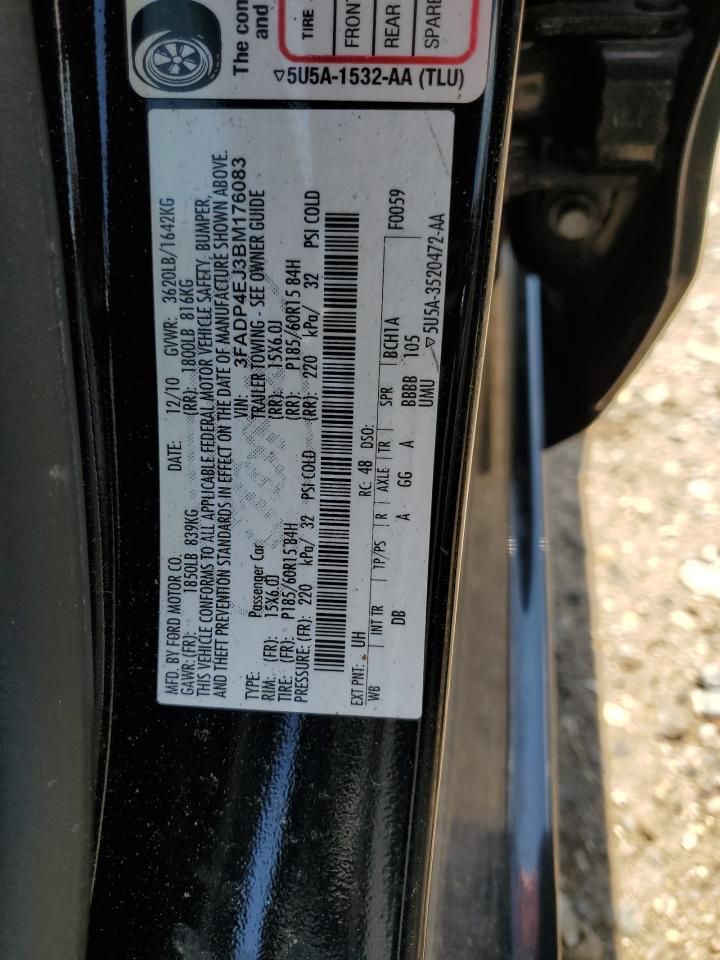 The con
and
TIRE
FRONT
REAR
SPARE
▽5U5A-1532-AA (TLU)
MFD. BY FORD MOTOR CO. DATE: 12/10 GVWR: 3620LB/1642KG
GAWR: (FR): 1850LB 839KG (RR): 1800LB 816KG
THIS VEHICLE CONFORMS TO ALL APPLICABLE FEDERAL MOTOR VEHICLE SAFETY, BUMPER,
AND THEFT PREVENTION STANDARDS IN EFFECT ON THE DATE OF MANUFACTURE SHOWN ABOVE.
VIN: 3FADP4EJ3BM176083
TYPE: Passenger Car TRAILER TOWING - SEE OWNER GUIDE
RIM: (FR): 15X6.0J (RR): 15X6.0J
TIRE: (FR): P185/60R15 84H (RR): P185/60R15 84H
PRESSURE: (FR): 220 kPa/ 32 PSI COLD (RR): 220 kPa/ 32 PSI COLD
EXT PNT: UH RC: 48 DSO: F0059
WB INT TR TP/PS R AXLE TR SPR BCH1A
DB A GG A BBBB 105
UMU
▽5U5A-3520472-AA